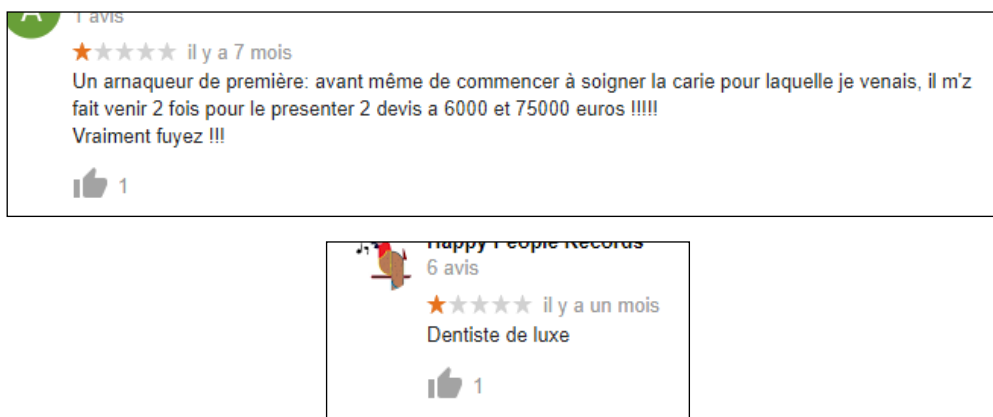 A
1 avis
il y a 7 mois
Un arnaqueur de première: avant même de commencer à soigner la carie pour laquelle je venais, il m'z
fait venir 2 fois pour le presenter 2 devis a 6000 et 75000 euros !!!!!
Vraiment fuyez !!!
1
Happy People Records
6 avis
il y a un mois
Dentiste de luxe
1